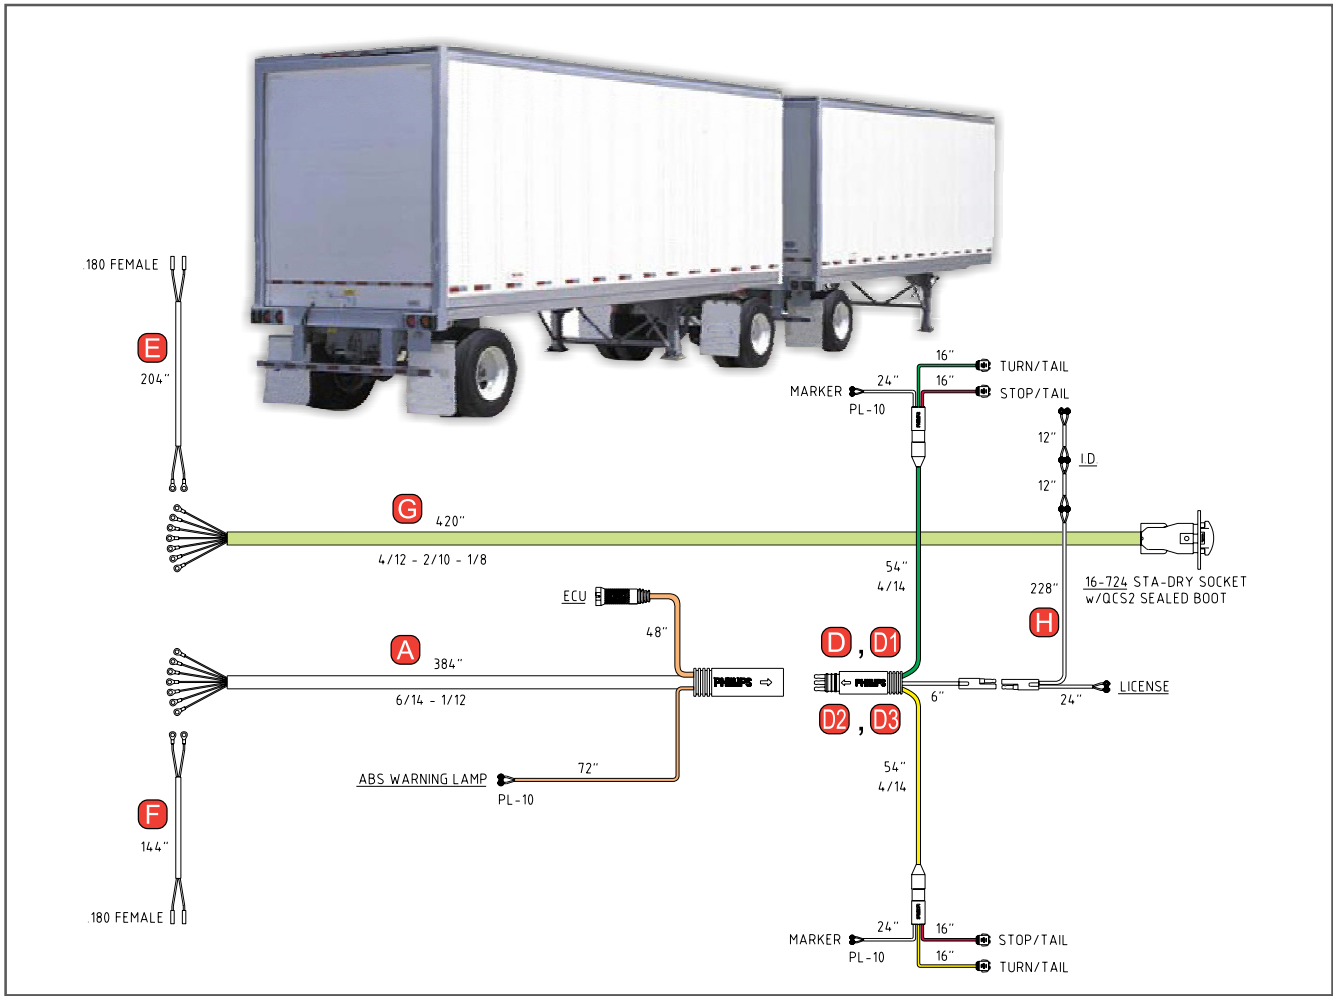 .180 FEMALE
E
204"
16"
TURN/TAIL
MARKER
24"
16"
STOP/TAIL
PL-10
12"
I.D.
12"
G
420"
4/12 - 2/10 - 1/8
54"
4/14
228"
16-724 STA-DRY SOCKET
w/QCS2 SEALED BOOT
ECU
48"
H
A
384"
6/14 - 1/12
D , D1
PHILLIPS
PHILLIPS
6"
24"
LICENSE
D2 , D3
ABS WARNING LAMP
72"
PL-10
54"
4/14
F
144"
.180 FEMALE
MARKER
24"
16"
STOP/TAIL
PL-10
16"
TURN/TAIL